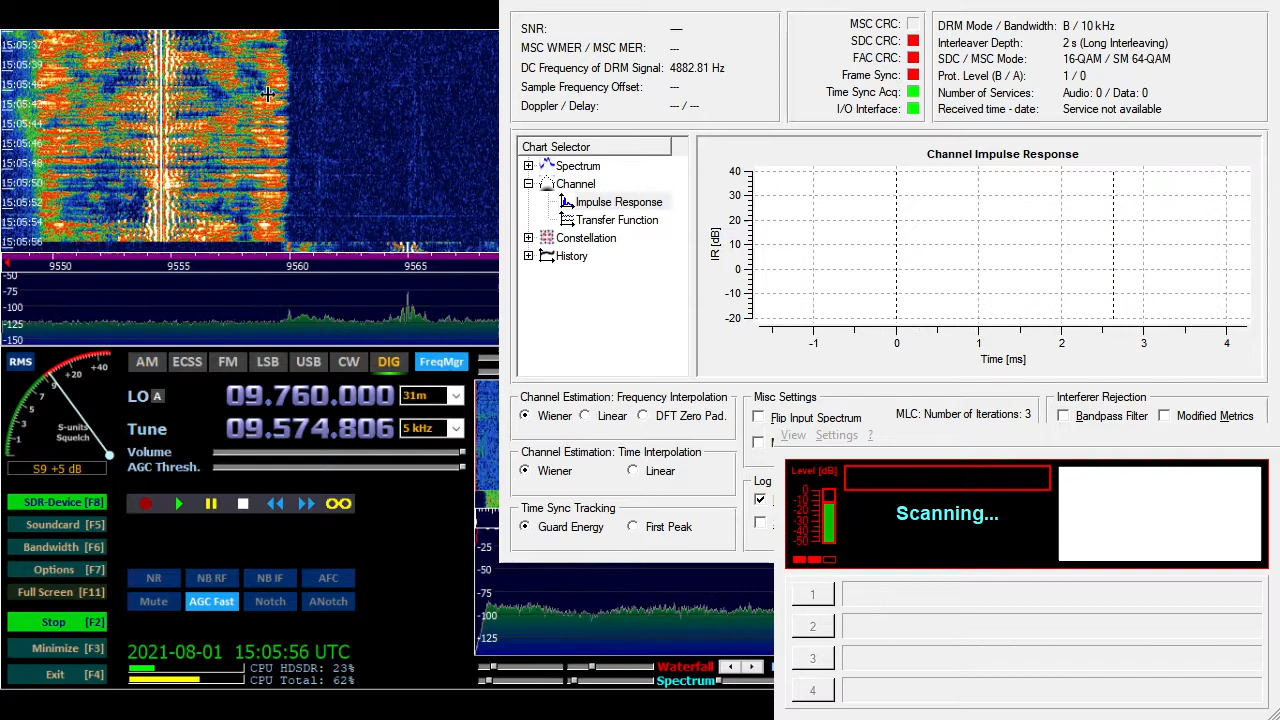 15:05:37
15:05:39
15:05:44
15:05:46
15:05:48
15:05:50
15:05:52
15:05:54
15:05:56
9550 9555 9560 9565
-50
-75
-100
-125
-150
RMS
+20 +40
9
7
5
3
1
S-units
Squelch
S9 +5 dB
AM ECSS FM LSB USB CW DIG FreqMgr
LO A 09.760.000 31m
Tune 09.574.806 5 kHz
Volume
AGC Thresh.
SDR-Device [F8]
Soundcard [F5]
Bandwidth [F6]
Options [F7]
Full Screen [F11]
Stop [F2]
Minimize [F3]
Exit [F4]
NR NB RF NB IF AFC
Mute AGC Fast Notch ANotch
2021-08-01 15:05:56 UTC
CPU HDSDR: 23%
CPU Total: 62%
-25
-50
-75
-100
-125
Waterfall
Spectrum
SNR: ---
MSC WMER / MSC MER: ---
DC Frequency of DRM Signal: 4882.81 Hz
Sample Frequency Offset: ---
Doppler / Delay: --- / ---
MSC CRC:
SDC CRC:
FAC CRC:
Frame Sync:
Time Sync Acq:
I/O Interface:
DRM Mode / Bandwidth: B / 10 kHz
Interleaver Depth: 2 s (Long Interleaving)
SDC / MSC Mode: 16-QAM / SM 64-QAM
Prot. Level (B / A): 1 / 0
Number of Services: Audio: 0 / Data: 0
Received time - date: Service not available
Chart Selector
Spectrum
Channel
Impulse Response
Transfer Function
Constellation
History
Channel Impulse Response
IR [dB]
40
30
20
10
0
-10
-20
-1 0 1 2 3 4
Time [ms]
Channel Estimation: Frequency Interpolation
Wiener Linear DFT Zero Pad.
Channel Estimation: Time Interpolation
Wiener Linear
Time Sync Tracking
Guard Energy First Peak
Misc Settings
Flip Input Spectrum
MLC: Number of Iterations: 3
Interferer Rejection
Bandpass Filter Modified Metrics
Log
View Settings ?
Level [dB]
0
-10
-20
-30
-40
-50
Scanning...
1
2
3
4